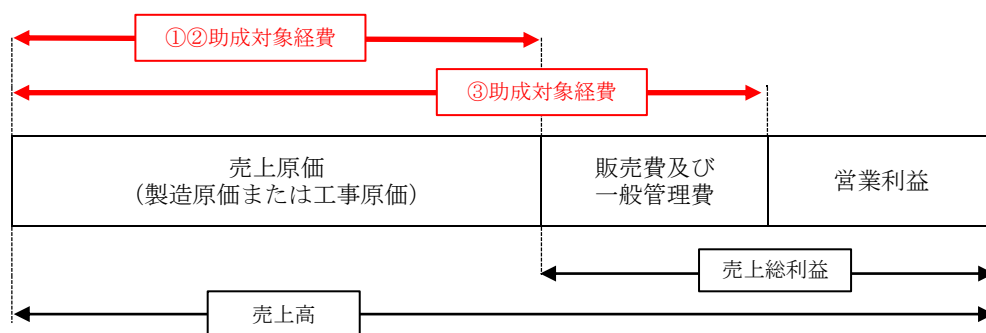 ①②助成対象経費
③助成対象経費
売上原価
（製造原価または工事原価）
販売費及び
一般管理費
営業利益
売上総利益
売上高